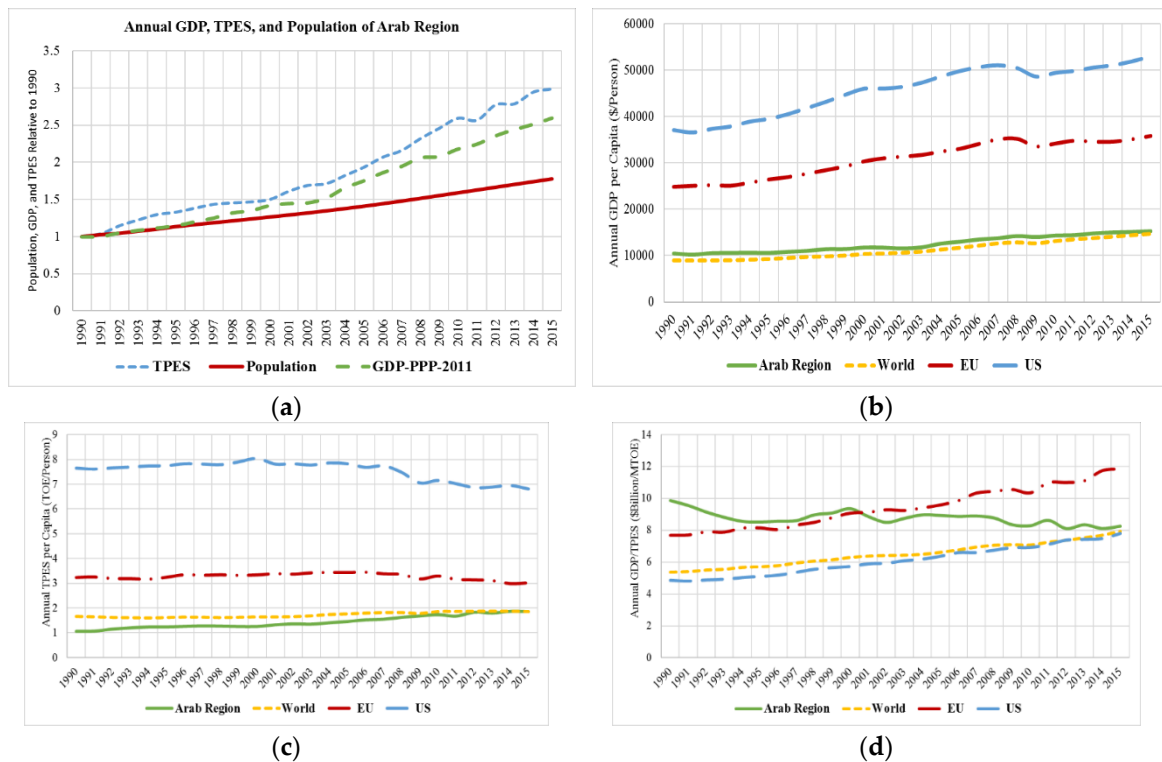 Annual GDP, TPES, and Population of Arab Region
Population, GDP, and TPES Relative to 1990
3.5
3
2.5
2
1.5
1
0.5
0
1990 1991 1992 1993 1994 1995 1996 1997 1998 1999 2000 2001 2002 2003 2004 2005 2006 2007 2008 2009 2010 2011 2012 2013 2014 2015
TPES Population GDP-PPP-2011
(a)
Annual GDP per Capita ($/Person)
60000
50000
40000
30000
20000
10000
0
1990 1991 1992 1993 1994 1995 1996 1997 1998 1999 2000 2001 2002 2003 2004 2005 2006 2007 2008 2009 2010 2011 2012 2013 2014 2015
Arab Region World EU US
(b)
Annual TPES per Capita (TOE/Person)
9
8
7
6
5
4
3
2
1
0
1990 1991 1992 1993 1994 1995 1996 1997 1998 1999 2000 2001 2002 2003 2004 2005 2006 2007 2008 2009 2010 2011 2012 2013 2014 2015
Arab Region World EU US
(c)
Annual GDP/TPES ($Billion/MTOE)
14
12
10
8
6
4
2
0
1990 1991 1992 1993 1994 1995 1996 1997 1998 1999 2000 2001 2002 2003 2004 2005 2006 2007 2008 2009 2010 2011 2012 2013 2014 2015
Arab Region World EU US
(d)